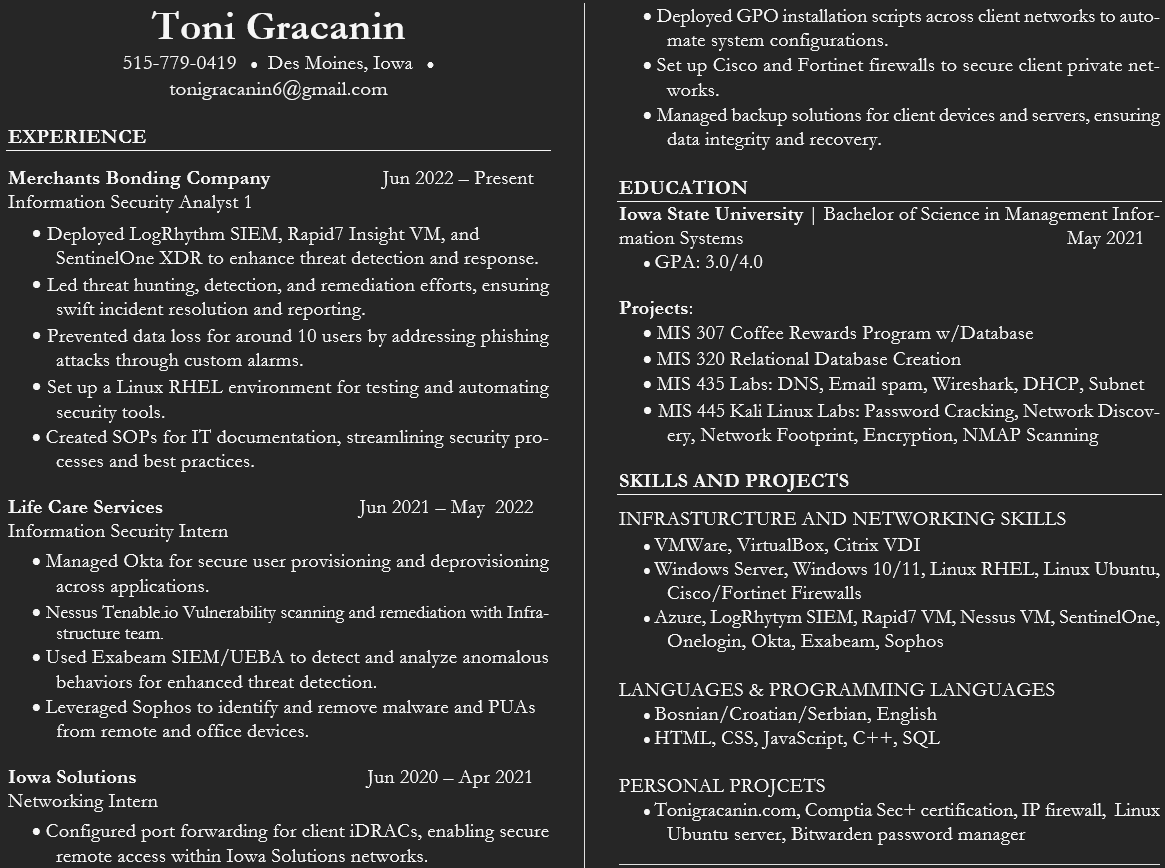 Toni Gracanin
515-779-0419 • Des Moines, Iowa •
tonigracanin6@gmail.com
EXPERIENCE
Merchants Bonding Company Jun 2022 – Present
Information Security Analyst 1
• Deployed LogRhythm SIEM, Rapid7 Insight VM, and
SentinelOne XDR to enhance threat detection and response.
• Led threat hunting, detection, and remediation efforts, ensuring
swift incident resolution and reporting.
• Prevented data loss for around 10 users by addressing phishing
attacks through custom alarms.
• Set up a Linux RHEL environment for testing and automating
security tools.
• Created SOPs for IT documentation, streamlining security pro-
cesses and best practices.
Life Care Services Jun 2021 – May 2022
Information Security Intern
• Managed Okta for secure user provisioning and deprovisioning
across applications.
• Nessus Tenable.io Vulnerability scanning and remediation with Infra-
structure team.
• Used Exabeam SIEM/UEBA to detect and analyze anomalous
behaviors for enhanced threat detection.
• Leveraged Sophos to identify and remove malware and PUAs
from remote and office devices.
Iowa Solutions Jun 2020 – Apr 2021
Networking Intern
• Configured port forwarding for client iDRACs, enabling secure
remote access within Iowa Solutions networks.
• Deployed GPO installation scripts across client networks to auto-
mate system configurations.
• Set up Cisco and Fortinet firewalls to secure client private net-
works.
• Managed backup solutions for client devices and servers, ensuring
data integrity and recovery.
EDUCATION
Iowa State University | Bachelor of Science in Management Infor-
mation Systems May 2021
• GPA: 3.0/4.0
Projects:
• MIS 307 Coffee Rewards Program w/Database
• MIS 320 Relational Database Creation
• MIS 435 Labs: DNS, Email spam, Wireshark, DHCP, Subnet
• MIS 445 Kali Linux Labs: Password Cracking, Network Discov-
ery, Network Footprint, Encryption, NMAP Scanning
SKILLS AND PROJECTS
INFRASTURCTURE AND NETWORKING SKILLS
• VMWare, VirtualBox, Citrix VDI
• Windows Server, Windows 10/11, Linux RHEL, Linux Ubuntu,
Cisco/Fortinet Firewalls
• Azure, LogRhytym SIEM, Rapid7 VM, Nessus VM, SentinelOne,
Onelogin, Okta, Exabeam, Sophos
LANGUAGES & PROGRAMMING LANGUAGES
• Bosnian/Croatian/Serbian, English
• HTML, CSS, JavaScript, C++, SQL
PERSONAL PROJCETS
• Tonigracanin.com, Comptia Sec+ certification, IP firewall, Linux
Ubuntu server, Bitwarden password manager